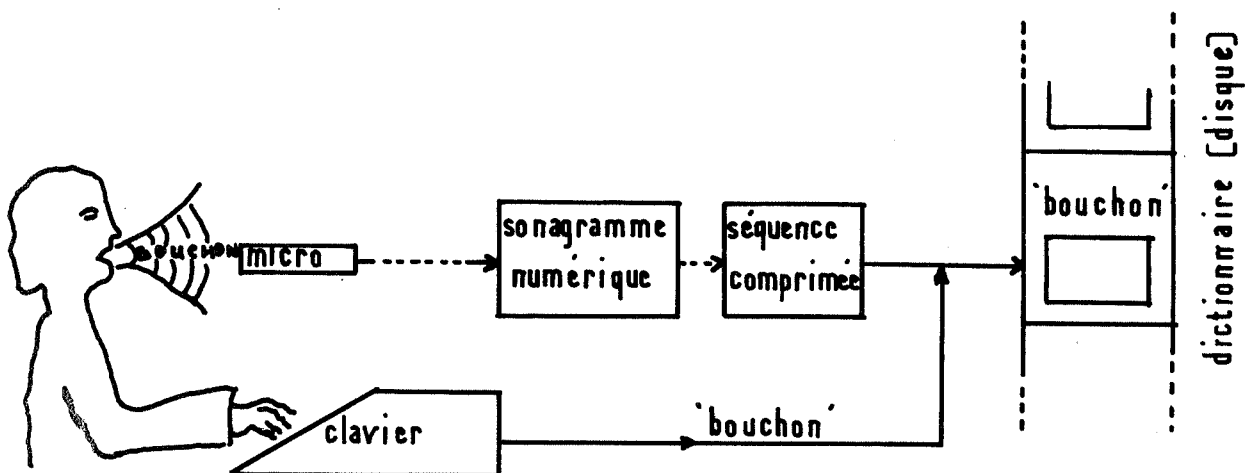 BOUCHON
micro
sonagramme
numérique
séquence
comprimée
'bouchon'
dictionnaire [disque]
clavier
'bouchon'